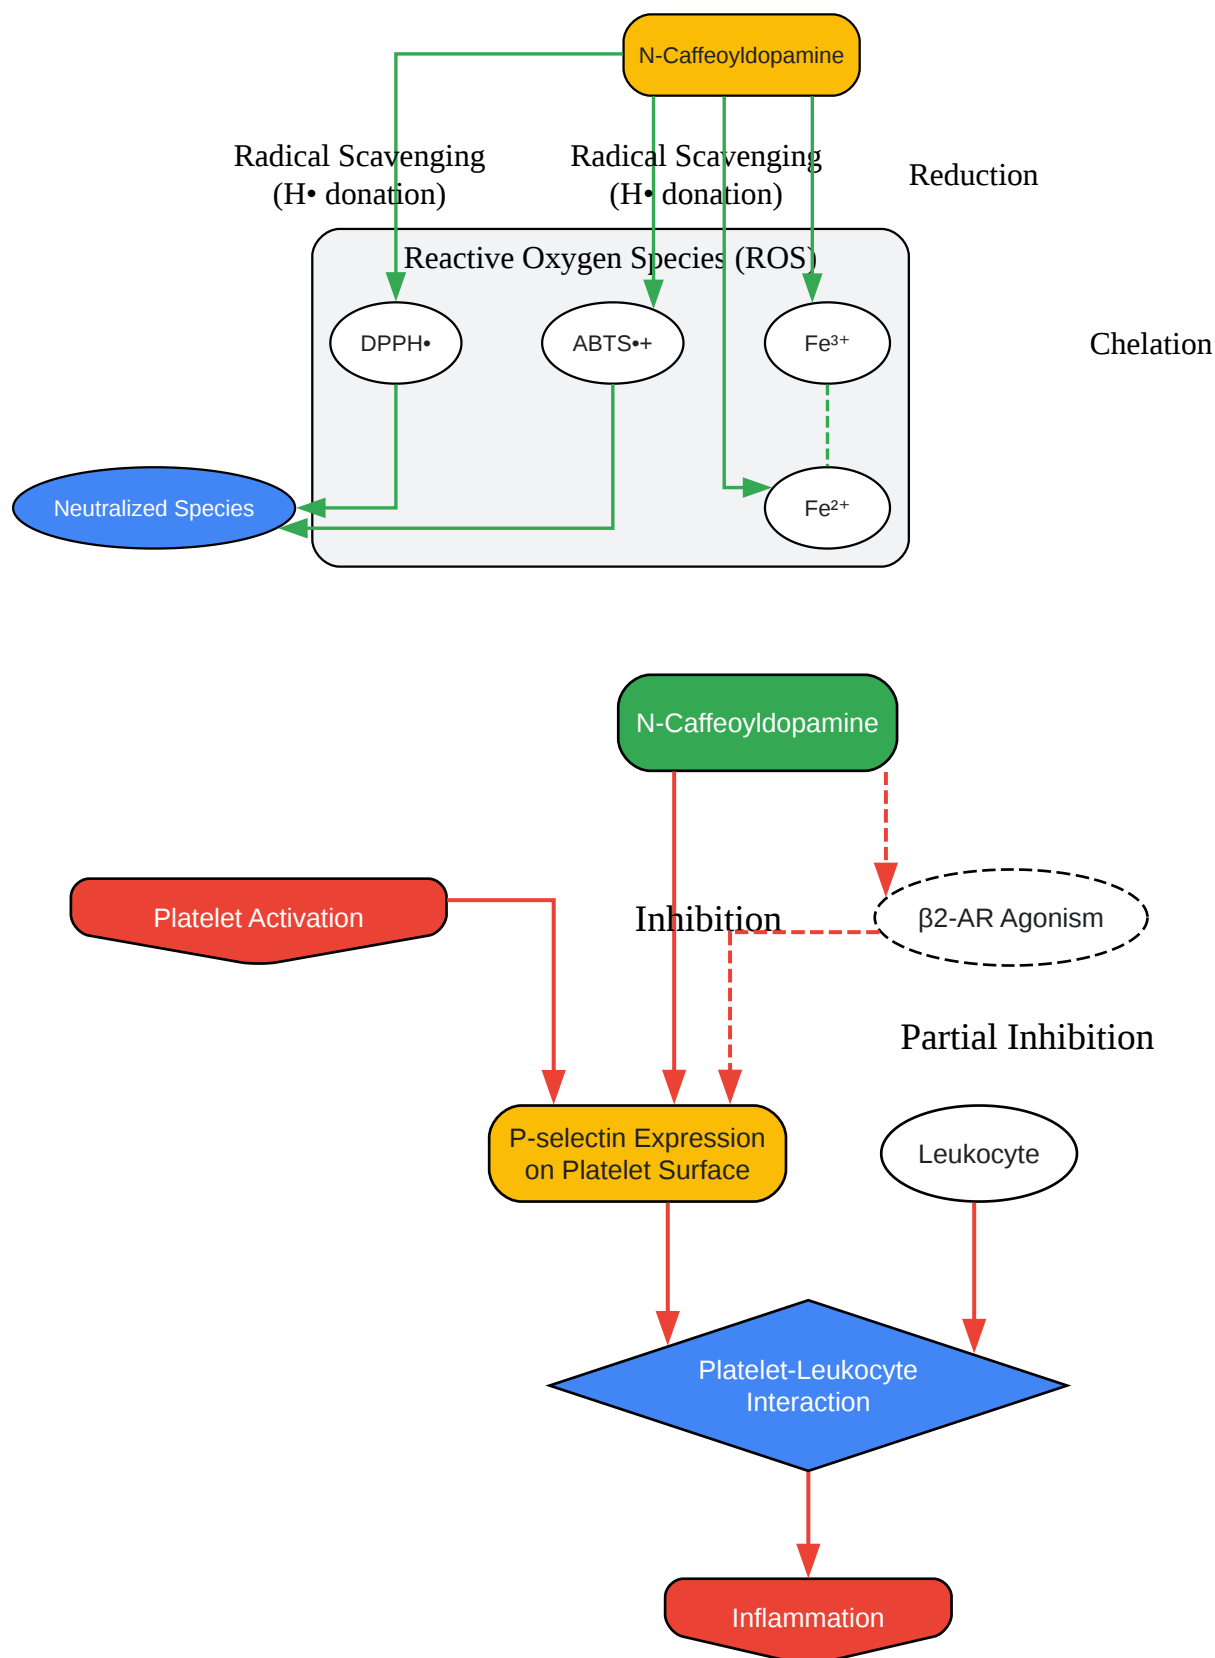 N-Caffeoyldopamine
Radical Scavenging
(H• donation)
Radical Scavenging
(H• donation)
Reduction
Reactive Oxygen Species (ROS)
DPPH•
ABTS•+
Fe³⁺
Chelation
Neutralized Species
Fe²⁺
N-Caffeoyldopamine
Platelet Activation
Inhibition
β2-AR Agonism
Partial Inhibition
P-selectin Expression
on Platelet Surface
Leukocyte
Platelet-Leukocyte
Interaction
Inflammation